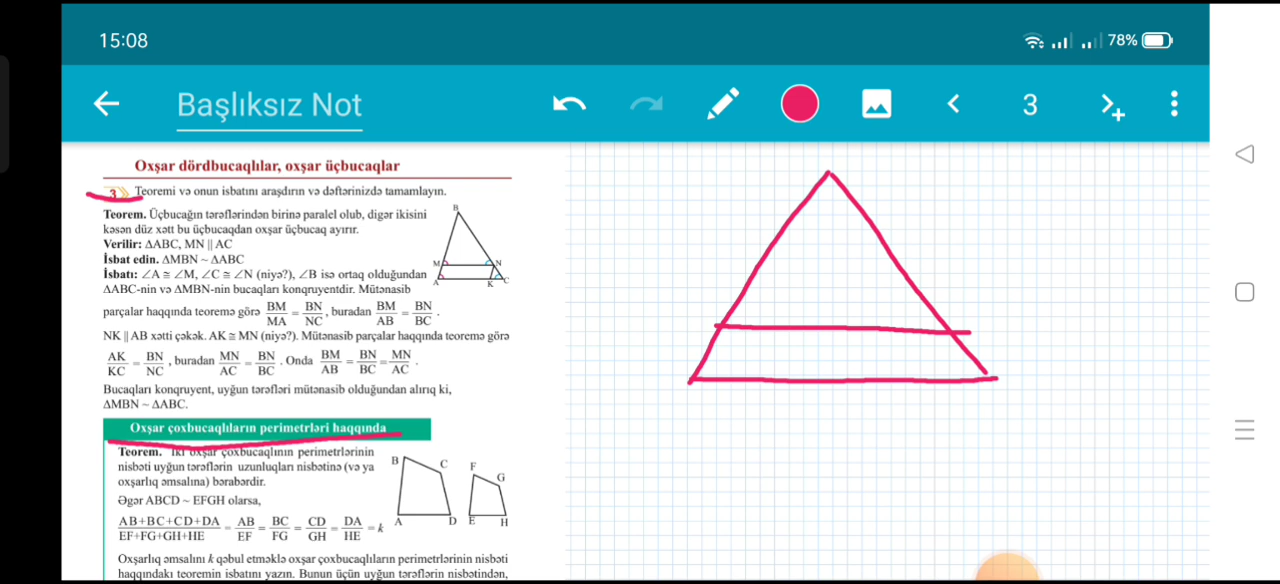 15:08
78%
Başlıksız Not
3
Oxşar dördbucaqlılar, oxşar üçbucaqlar
3 Teoremi və onun isbatını araşdırın və dəftərinizdə tamamlayın.
Teorem. Üçbucağın tərəflərindən birinə paralel olub, digər ikisini
kəsən düz xətt bu üçbucaqdan oxşar üçbucaq ayırır.
Verilir: ΔABC, MN || AC
İsbat edin. ΔMBN ~ ΔABC
İsbatı: ∠A ≅ ∠M, ∠C ≅ ∠N (niyə?), ∠B isə ortaq olduğundan
ΔABC-nin və ΔMBN-nin bucaqları konqruyentdir. Mütənasib
B
M N
A K C
parçalar haqqında teoremə görə BM/MA = BN/NC, buradan BM/AB = BN/BC.
NK || AB xətti çəkək. AK ≅ MN (niyə?). Mütənasib parçalar haqqında teoremə görə
AK/KC = BN/NC, buradan MN/AC = BN/BC. Onda BM/AB = BN/BC = MN/AC.
Bucaqları konqruyent, uyğun tərəfləri mütənasib olduğundan alırıq ki,
ΔMBN ~ ΔABC.
Oxşar çoxbucaqlıların perimetrləri haqqında
Teorem. İki oxşar çoxbucaqlının perimetrlərinin
nisbəti uyğun tərəflərin uzunluqları nisbətinə (və ya
oxşarlıq əmsalına) bərabərdir.
Əgər ABCD ~ EFGH olarsa,
B C F G
A D E H
AB+BC+CD+DA/EF+FG+GH+HE = AB/EF = BC/FG = CD/GH = DA/HE = k
Oxşarlıq əmsalını k qəbul etməklə oxşar çoxbucaqlıların perimetrlərinin nisbəti
haqqındakı teoremin isbatını yazın. Bunun üçün uyğun tərəflərin nisbətindən,